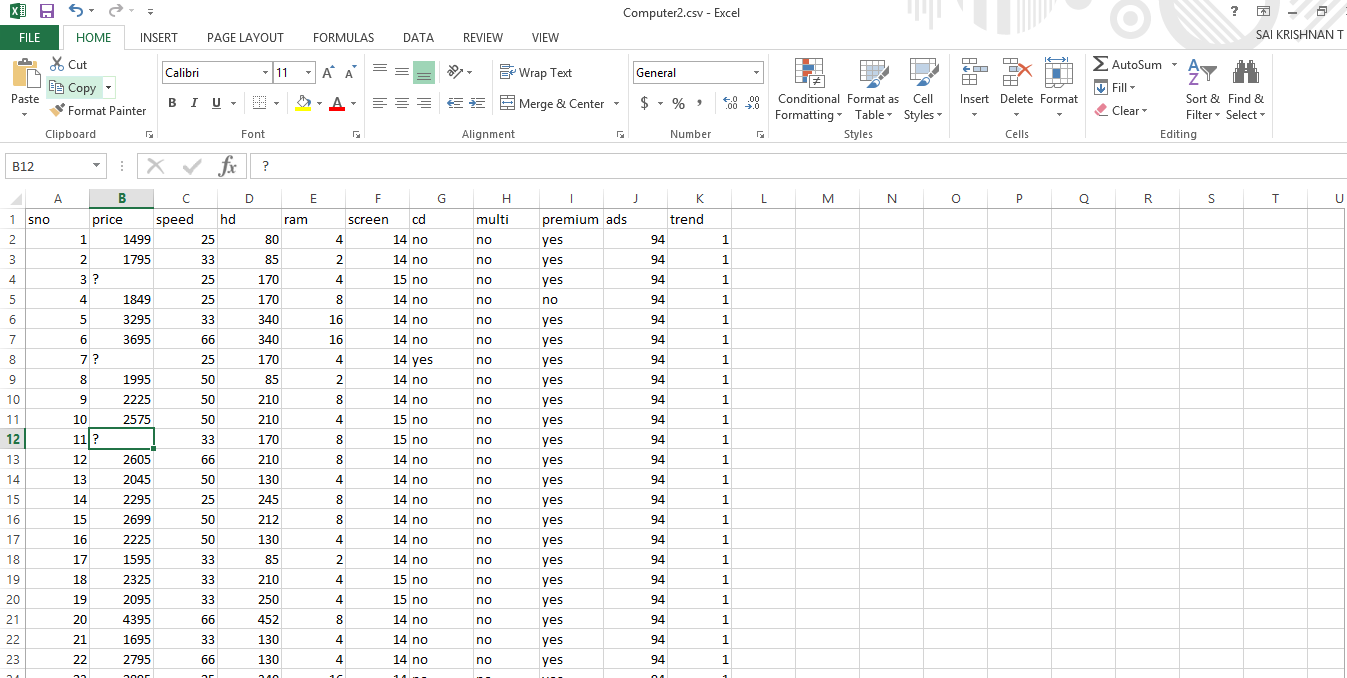 Computer2.csv - Excel
?
FILE HOME INSERT PAGE LAYOUT FORMULAS DATA REVIEW VIEW SAI KRISHNAN T
Paste
Cut
Copy
Format Painter
Clipboard
Calibri 11
B I U
Font
Wrap Text
Merge & Center
Alignment
General
$ %
Number
Conditional Formatting
Format as Table
Cell Styles
Styles
Insert Delete Format
Cells
AutoSum
Fill
Clear
Sort & Filter
Find & Select
Editing
B12 fx ?
A B C D E F G H I J K L M N O P Q R S T U
1 sno price speed hd ram screen cd multi premium ads trend
2 1 1499 25 80 4 14 no no yes 94 1
3 2 1795 33 85 2 14 no no yes 94 1
4 3 ? 25 170 4 15 no no yes 94 1
5 4 1849 25 170 8 14 no no no 94 1
6 5 3295 33 340 16 14 no no yes 94 1
7 6 3695 66 340 16 14 no no yes 94 1
8 7 ? 25 170 4 14 yes no yes 94 1
9 8 1995 50 85 2 14 no no yes 94 1
10 9 2225 50 210 8 14 no no yes 94 1
11 10 2575 50 210 4 15 no no yes 94 1
12 11 ? 33 170 8 15 no no yes 94 1
13 12 2605 66 210 8 14 no no yes 94 1
14 13 2045 50 130 4 14 no no yes 94 1
15 14 2295 25 245 8 14 no no yes 94 1
16 15 2699 50 212 8 14 no no yes 94 1
17 16 2225 50 130 4 14 no no yes 94 1
18 17 1595 33 85 2 14 no no yes 94 1
19 18 2325 33 210 4 15 no no yes 94 1
20 19 2095 33 250 4 15 no no yes 94 1
21 20 4395 66 452 8 14 no no yes 94 1
22 21 1695 33 130 4 14 no no yes 94 1
23 22 2795 66 130 4 14 no no yes 94 1